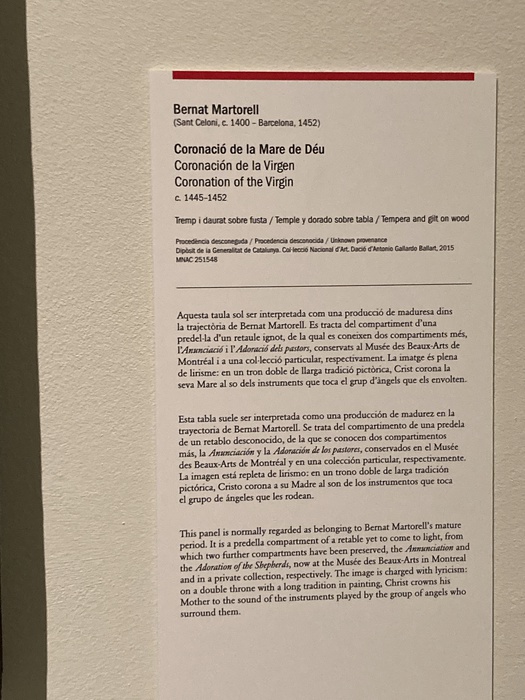 Bernat Martorell
(Sant Celoni, c. 1400 – Barcelona, 1452)
Coronació de la Mare de Déu
Coronación de la Virgen
Coronation of the Virgin
c. 1445-1452
Tremp i daurat sobre fusta / Temple y dorado sobre tabla / Tempera and gilt on wood
Procedència desconeguda / Procedencia desconocida / Unknown provenance
Dipòsit de la Generalitat de Catalunya. Col·lecció Nacional d'Art. Dació d'Antonio Gallardo Ballart, 2015
MNAC 251548
Aquesta taula sol ser interpretada com una producció de maduresa dins
la trajectòria de Bernat Martorell. Es tracta del compartiment d'una
predel·la d'un retaule ignot, de la qual es coneixen dos compartiments més,
l'Anunciació i l'Adoració dels pastors, conservats al Musée des Beaux-Arts de
Montréal i a una col·lecció particular, respectivament. La imatge és plena
de lirisme: en un tron doble de llarga tradició pictòrica, Crist corona la
seva Mare al so dels instruments que toca el grup d'àngels que els envolten.
Esta tabla suele ser interpretada como una producción de madurez en la
trayectoria de Bernat Martorell. Se trata del compartimento de una predela
de un retablo desconocido, de la que se conocen dos compartimentos
más, la Anunciación y la Adoración de los pastores, conservados en el Musée
des Beaux-Arts de Montréal y en una colección particular, respectivamente.
La imagen está repleta de lirismo: en un trono doble de larga tradición
pictórica, Cristo corona a su Madre al son de los instrumentos que toca
el grupo de ángeles que les rodean.
This panel is normally regarded as belonging to Bernat Martorell's mature
period. It is a predella compartment of a retable yet to come to light, from
which two further compartments have been preserved, the Annunciation and
the Adoration of the Shepherds, now at the Musée des Beaux-Arts in Montreal
and in a private collection, respectively. The image is charged with lyricism:
on a double throne with a long tradition in painting, Christ crowns his
Mother to the sound of the instruments played by the group of angels who
surround them.